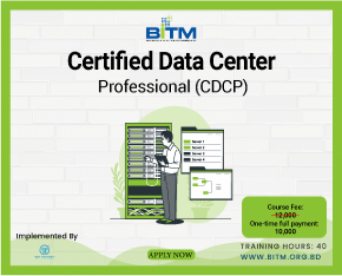 BITM
Certified Data Center
Professional (CDCP)
Server 1
Server 2
Server 3
Server 4
Course Fee:
12,000
One-time full payment:
10,000
Implemented By
APPLY NOW
TRAINING HOURS: 40
WWW.BITM.ORG.BD